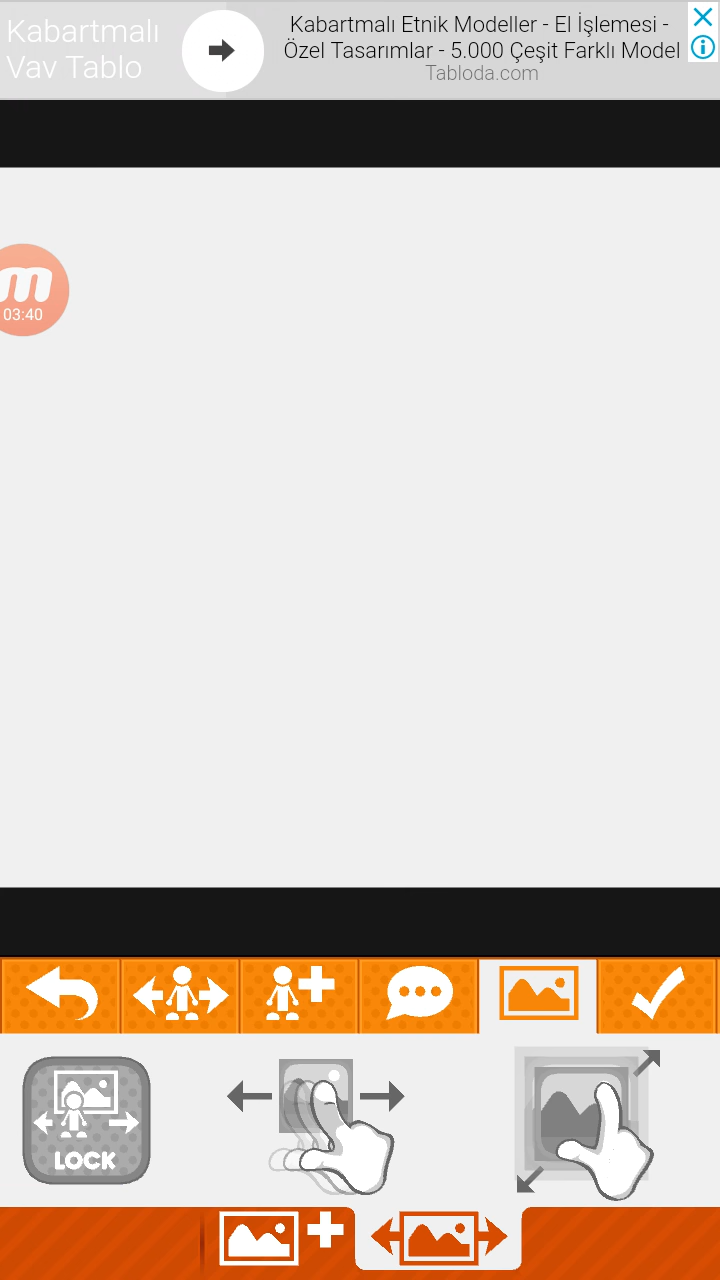 Kabartmalı
Vav Tablo
Kabartmalı Etnik Modeller - El İşlemesi -
Özel Tasarımlar - 5.000 Çeşit Farklı Model
Tabloda.com
m
03:40
LOCK